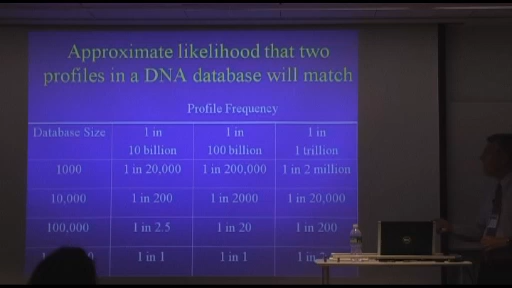 Approximate likelihood that two
profiles in a DNA database will match
Profile Frequency
Database Size 1 in 1 in 1 in
10 billion 100 billion 1 trillion
1000 1 in 20,000 1 in 200,000 1 in 2 million
10,000 1 in 200 1 in 2000 1 in 20,000
100,000 1 in 2.5 1 in 20 1 in 200
1 in 1 1 in 1 1 in